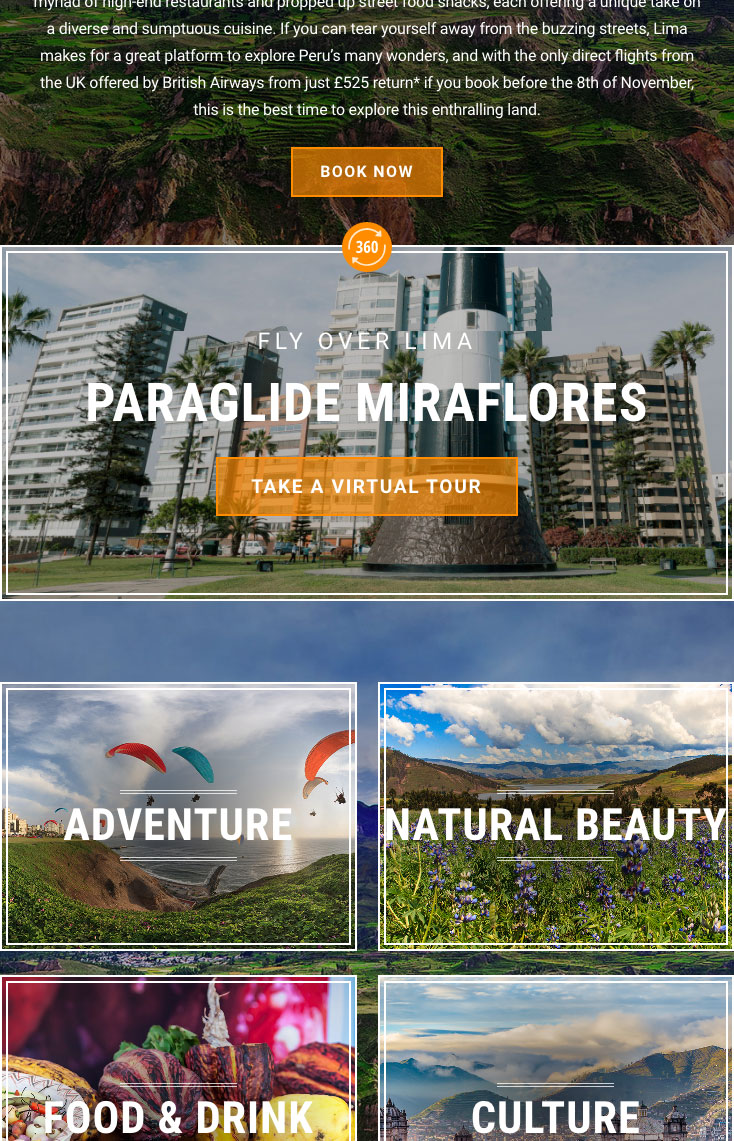 myriad of high-end restaurants and propped up street food snacks, each offering a unique take on
a diverse and sumptuous cuisine. If you can tear yourself away from the buzzing streets, Lima
makes for a great platform to explore Peru’s many wonders, and with the only direct flights from
the UK offered by British Airways from just £525 return* if you book before the 8th of November,
this is the best time to explore this enthralling land.
BOOK NOW
360
FLY OVER LIMA
PARAGLIDE MIRAFLORES
TAKE A VIRTUAL TOUR
ADVENTURE
NATURAL BEAUTY
FOOD & DRINK
CULTURE